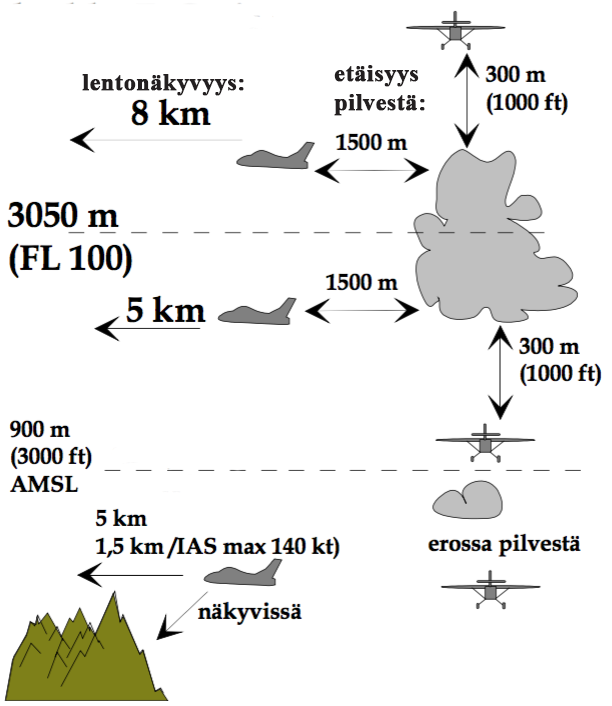 lentonäkyvyys:
8 km
etäisyys
pilvestä:
300 m
(1000 ft)
1500 m
3050 m
(FL 100)
1500 m
5 km
300 m
(1000 ft)
900 m
(3000 ft)
AMSL
5 km
1,5 km/IAS max 140 kt)
erossa pilvestä
näkyvissä